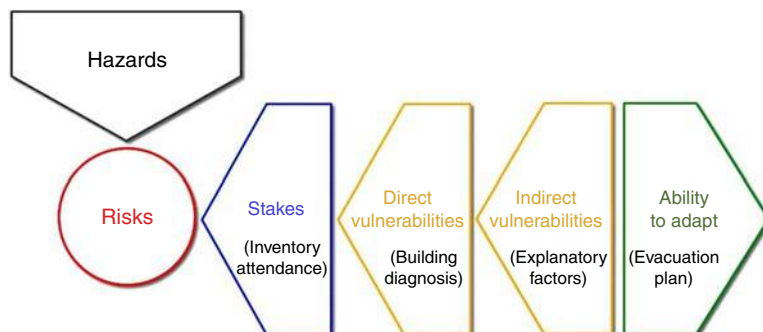 Hazards
Risks
Stakes
(Inventory
attendance)
Direct
vulnerabilities
(Building
diagnosis)
Indirect
vulnerabilities
(Explanatory
factors)
Ability
to adapt
(Evacuation
plan)